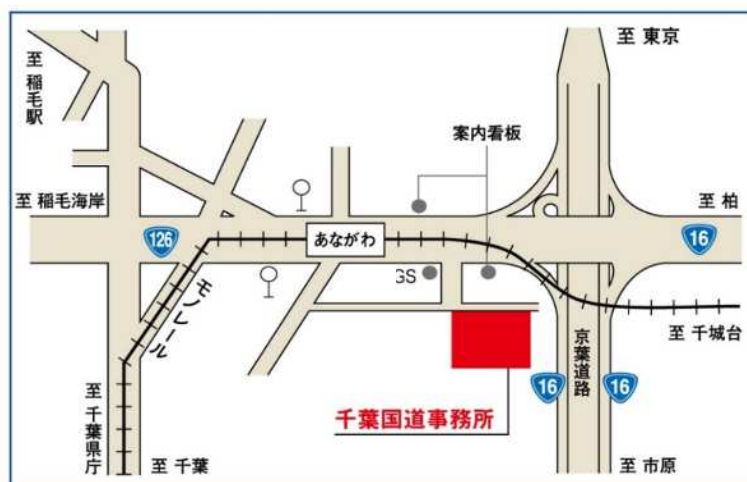 至 東京
至 稲毛駅
案内看板
至 稲毛海岸
至 柏
126
あながわ
16
GS
モノレール
至 千城台
京葉道路
16
16
千葉国道事務所
至 千葉県庁
至 千葉
至 市原